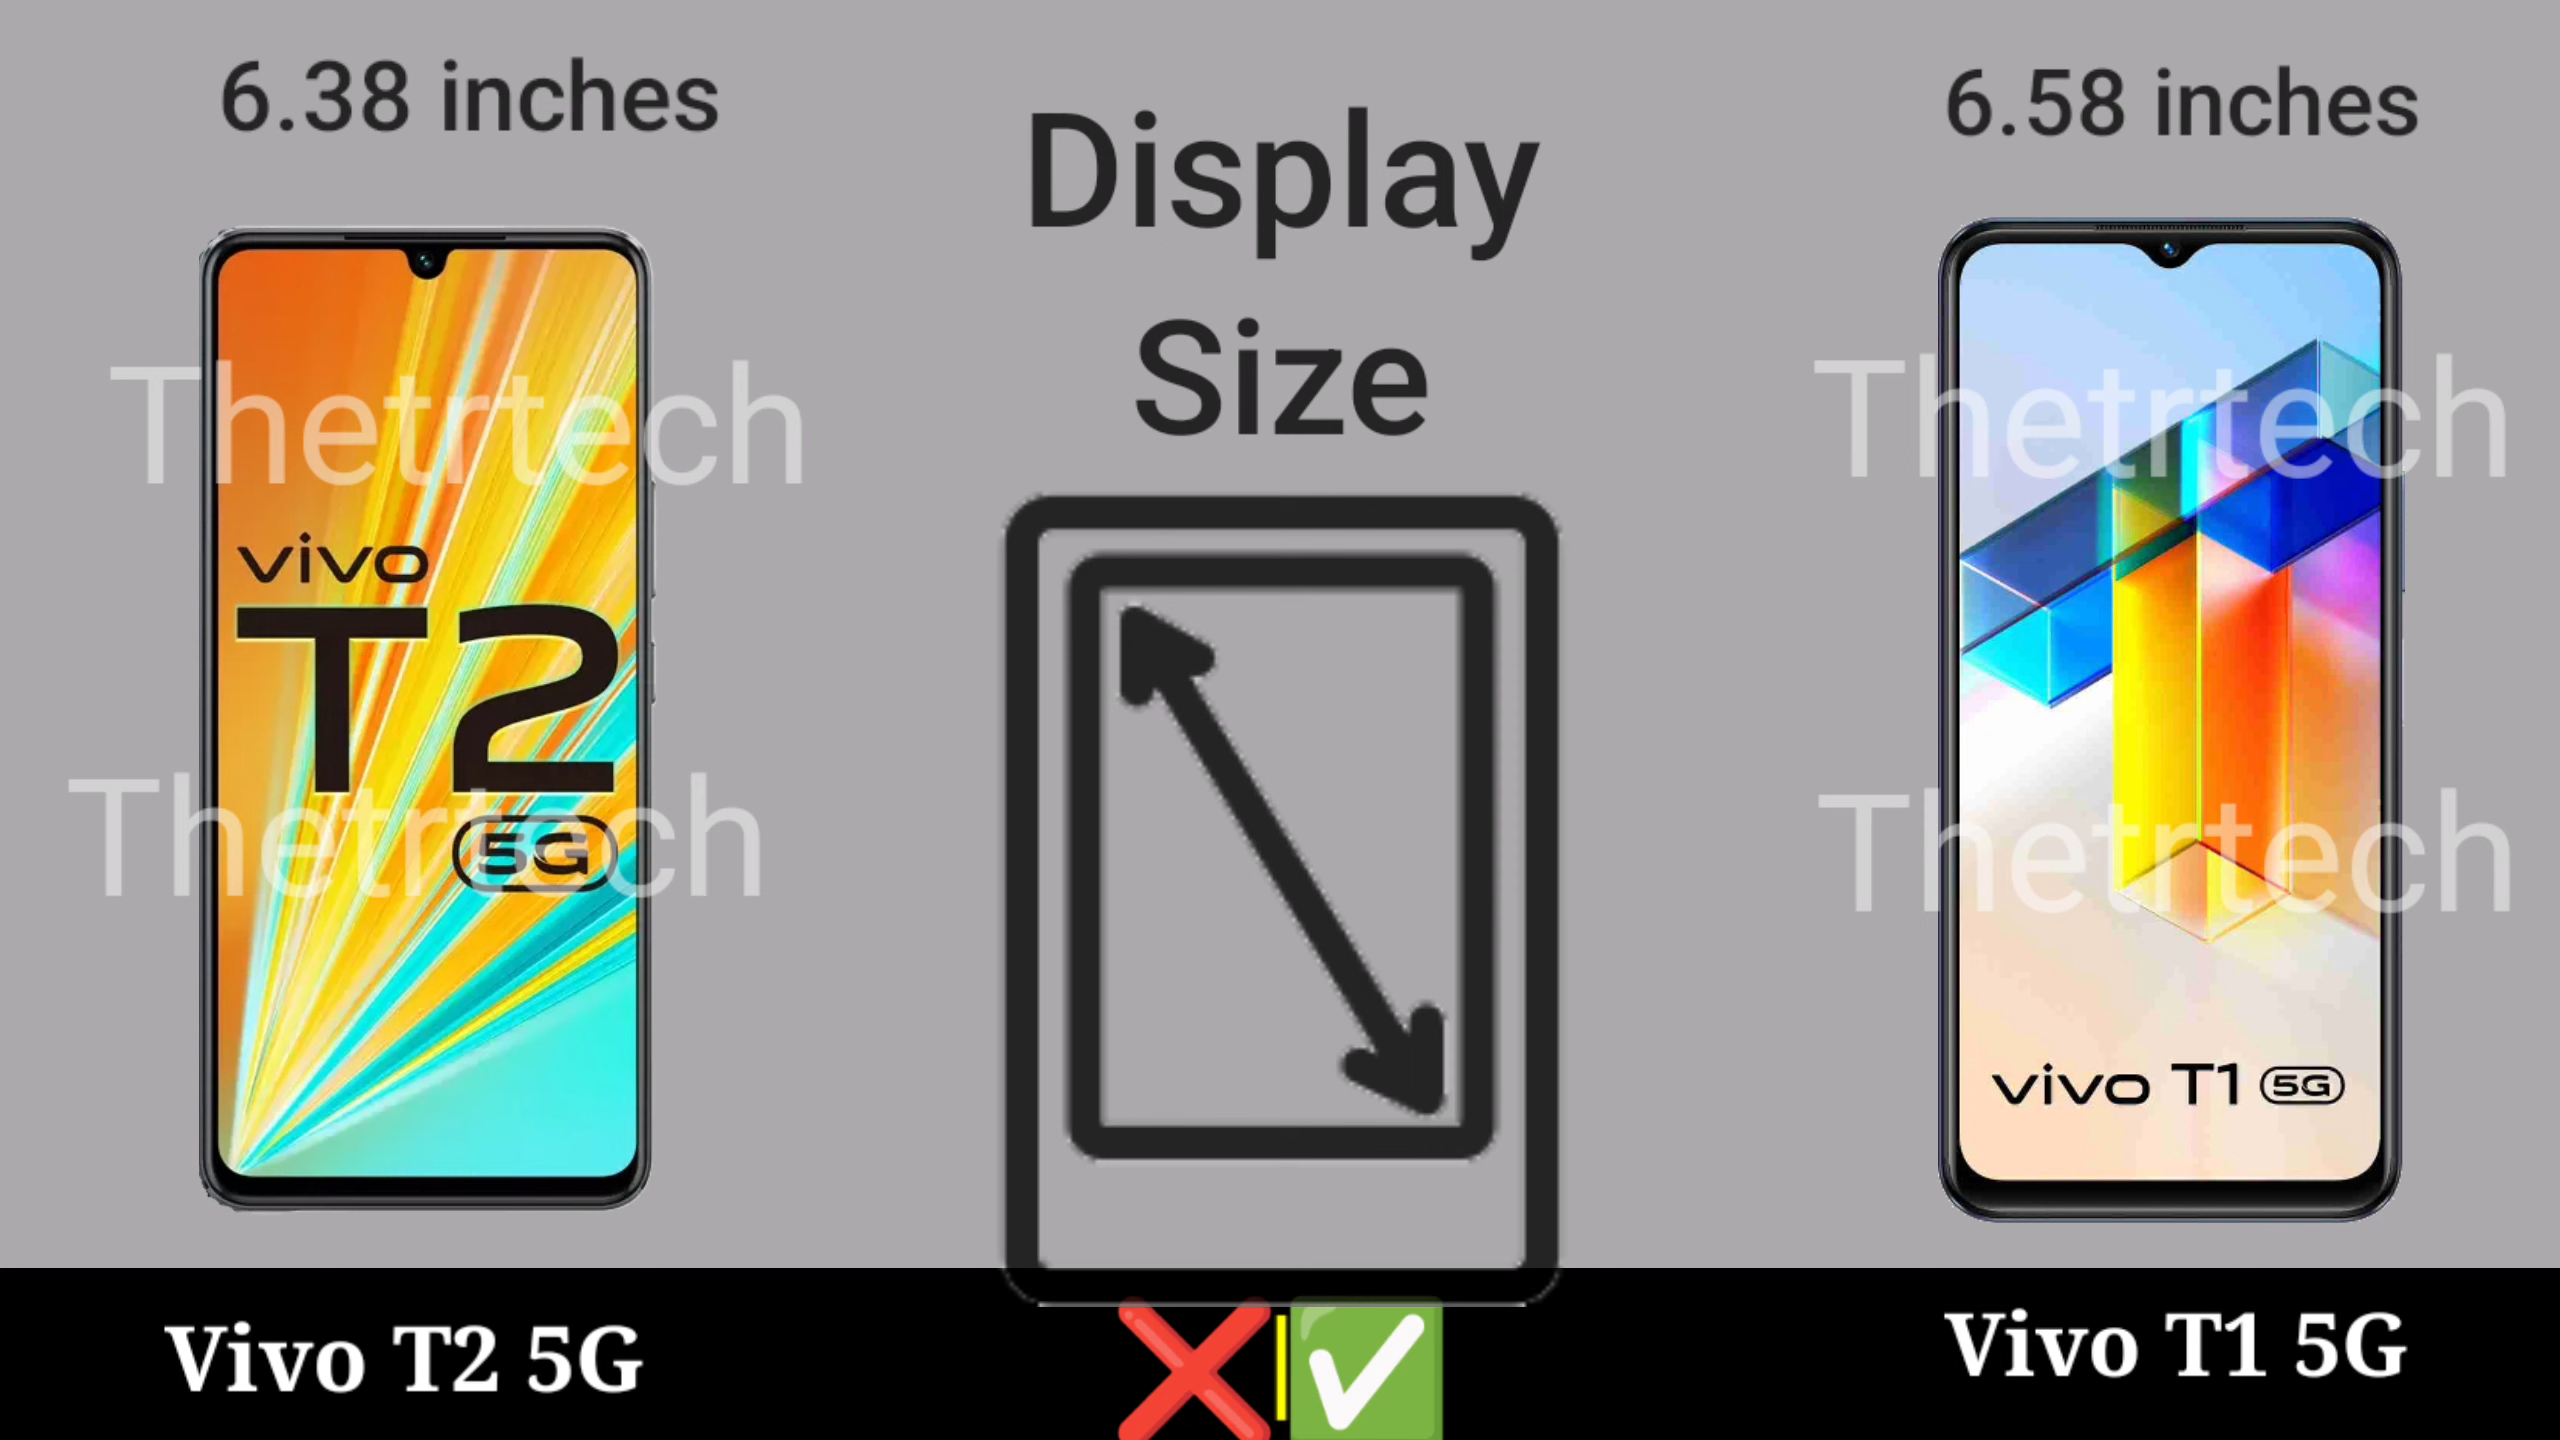 6.38 inches
Display
Size
6.58 inches
Thetrtech
Thetrtech
vivo
T2
5G
Thetrtech
Thetrtech
vivo T1 5G
Vivo T2 5G
Vivo T1 5G